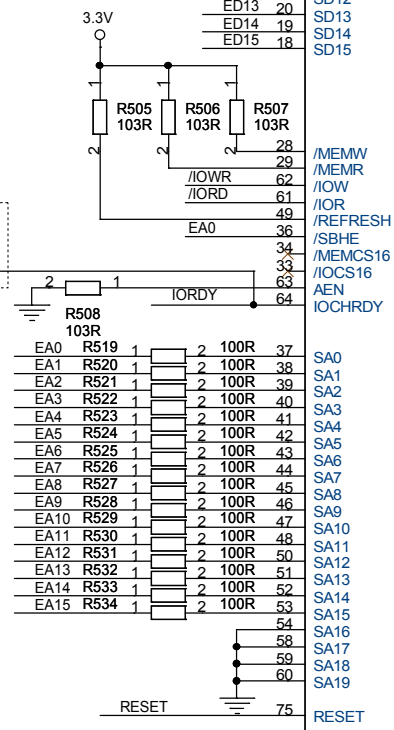 ED13 20 SD12
SD13
ED14 19 SD14
ED15 18 SD15
3.3V
1 1 1
R505 R506 R507
103R 103R 103R
2 2 2
28 /MEMW
29 /MEMR
/IOWR 62 /IOW
/IORD 61 /IOR
49 /REFRESH
EA0 36 /SBHE
34 /MEMCS16
33 /IOCS16
2 1 63 AEN
IORDY 64 IOCHRDY
R508
103R
EA0 R519 1 2 100R 37 SA0
EA1 R520 1 2 100R 38 SA1
EA2 R521 1 2 100R 39 SA2
EA3 R522 1 2 100R 40 SA3
EA4 R523 1 2 100R 41 SA4
EA5 R524 1 2 100R 42 SA5
EA6 R525 1 2 100R 43 SA6
EA7 R526 1 2 100R 44 SA7
EA8 R527 1 2 100R 45 SA8
EA9 R528 1 2 100R 46 SA9
EA10 R529 1 2 100R 47 SA10
EA11 R530 1 2 100R 48 SA11
EA12 R531 1 2 100R 50 SA12
EA13 R532 1 2 100R 51 SA13
EA14 R533 1 2 100R 52 SA14
EA15 R534 1 2 100R 53 SA15
54 SA16
58 SA17
59 SA18
60 SA19
RESET 75 RESET